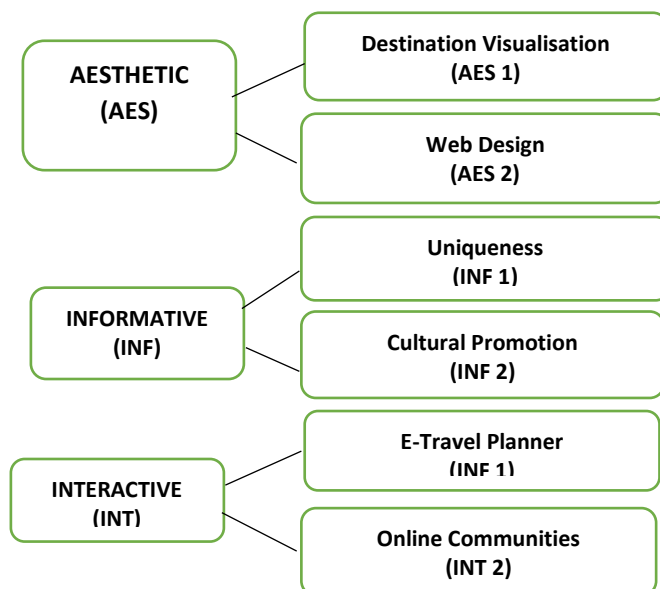 AESTHETIC
(AES)
Destination Visualisation
(AES 1)
Web Design
(AES 2)
INFORMATIVE
(INF)
Uniqueness
(INF 1)
Cultural Promotion
(INF 2)
INTERACTIVE
(INT)
E-Travel Planner
(INF 1)
Online Communities
(INT 2)